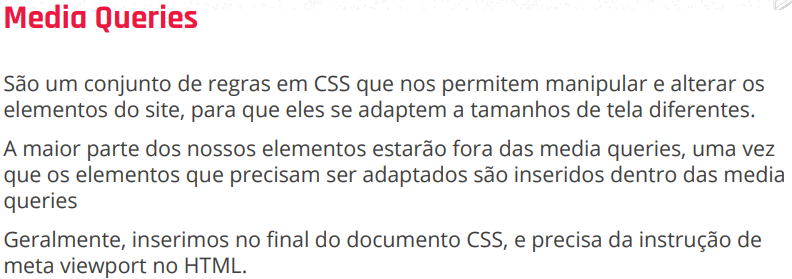 Media Queries
São um conjunto de regras em CSS que nos permitem manipular e alterar os
elementos do site, para que eles se adaptem a tamanhos de tela diferentes.
A maior parte dos nossos elementos estarão fora das media queries, uma vez
que os elementos que precisam ser adaptados são inseridos dentro das media
queries
Geralmente, inserimos no final do documento CSS, e precisa da instrução de
meta viewport no HTML.